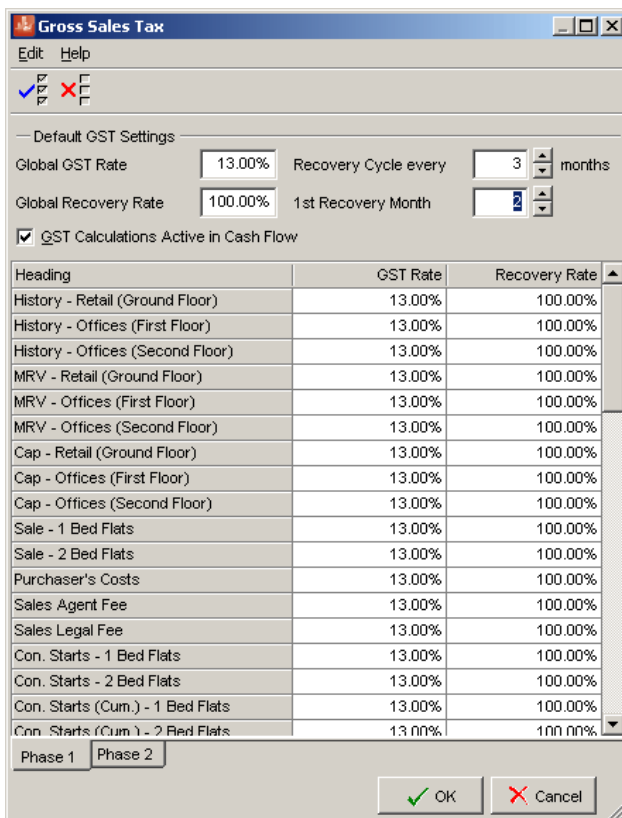 Gross Sales Tax
Edit Help
Default GST Settings
Global GST Rate 13.00% Recovery Cycle every 3 months
Global Recovery Rate 100.00% 1st Recovery Month 2
GST Calculations Active in Cash Flow
Heading GST Rate Recovery Rate
History - Retail (Ground Floor) 13.00% 100.00%
History - Offices (First Floor) 13.00% 100.00%
History - Offices (Second Floor) 13.00% 100.00%
MRV - Retail (Ground Floor) 13.00% 100.00%
MRV - Offices (First Floor) 13.00% 100.00%
MRV - Offices (Second Floor) 13.00% 100.00%
Cap - Retail (Ground Floor) 13.00% 100.00%
Cap - Offices (First Floor) 13.00% 100.00%
Cap - Offices (Second Floor) 13.00% 100.00%
Sale - 1 Bed Flats 13.00% 100.00%
Sale - 2 Bed Flats 13.00% 100.00%
Purchaser's Costs 13.00% 100.00%
Sales Agent Fee 13.00% 100.00%
Sales Legal Fee 13.00% 100.00%
Con. Starts - 1 Bed Flats 13.00% 100.00%
Con. Starts - 2 Bed Flats 13.00% 100.00%
Con. Starts (Cum.) - 1 Bed Flats 13.00% 100.00%
Con. Starts (Cum.) - 2 Bed Flats 13.00% 100.00%
Phase 1 Phase 2
OK Cancel